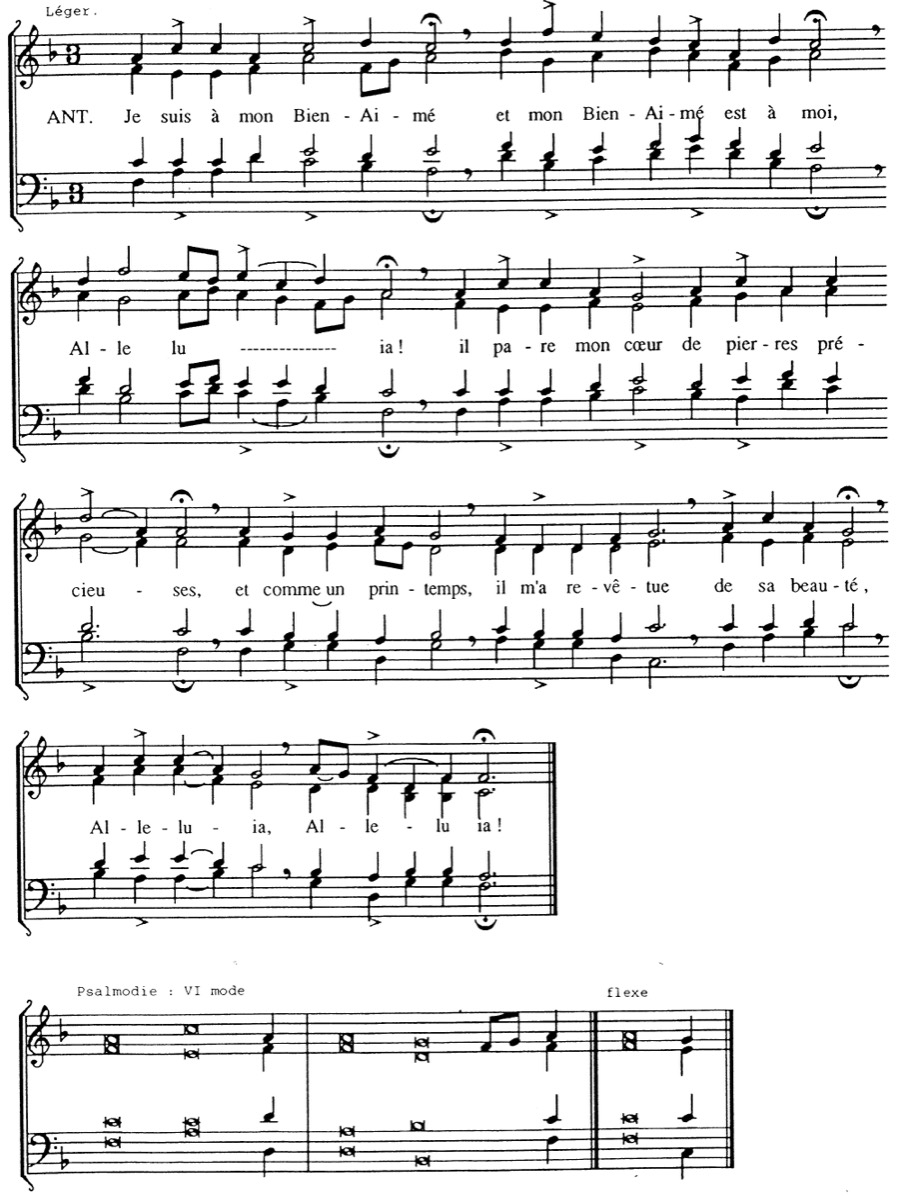 Léger.
ANT. Je suis à mon Bien - Ai - mé et mon Bien - Ai - mé est à moi,
Al - le lu --------------- ia ! il pa - re mon cœur de pier - res pré -
cieu - ses, et comme un prin - temps, il m'a re - vê - tue de sa beau - té ,
Al - le - lu - ia, Al - le - lu ia !
Psalmodie : VI mode flexe